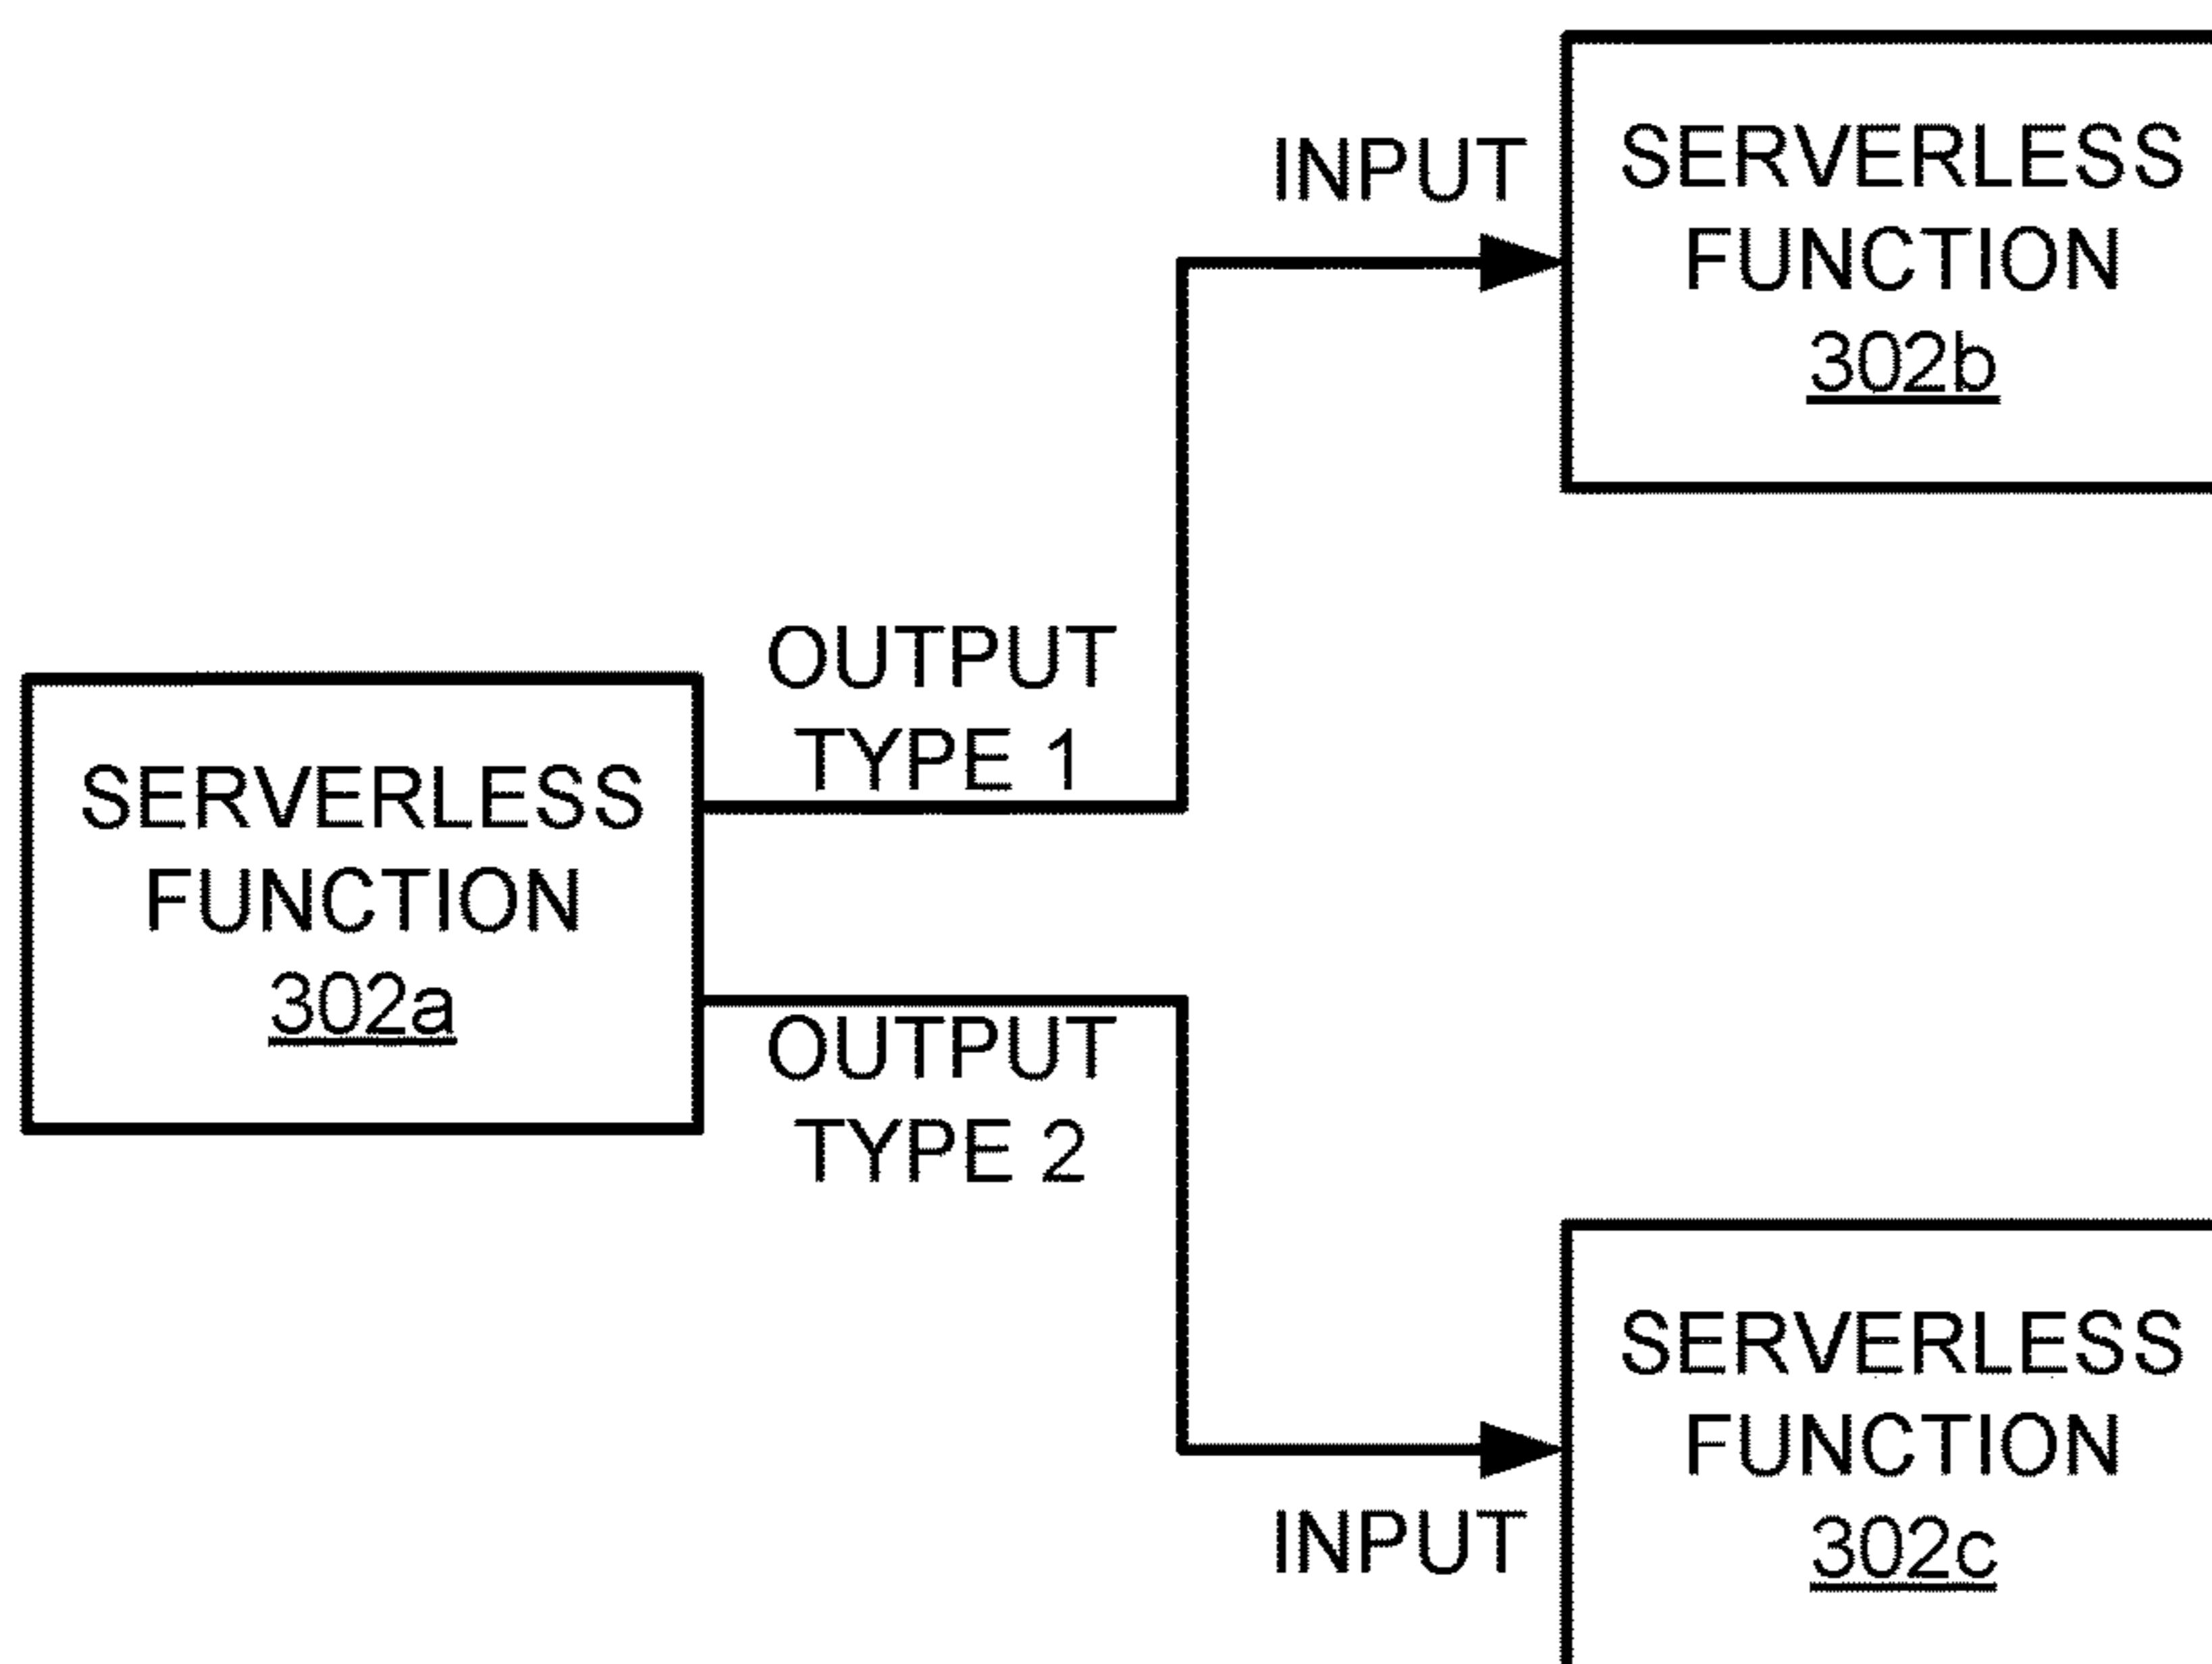 INPUT
SERVERLESS
FUNCTION
302b
OUTPUT
TYPE 1
SERVERLESS
FUNCTION
302a
OUTPUT
TYPE 2
SERVERLESS
FUNCTION
302c
INPUT